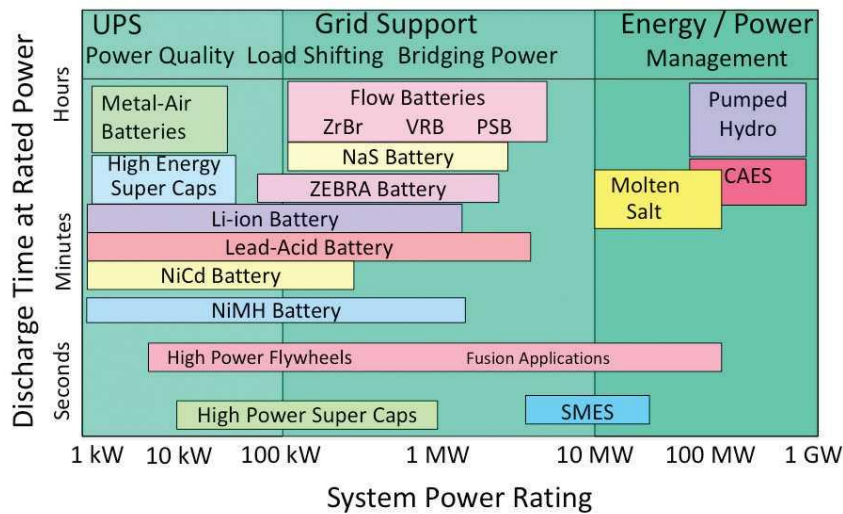 UPS
Grid Support
Energy / Power
Power Quality
Load Shifting
Bridging Power
Management
Discharge Time at Rated Power
Hours
Minutes
Seconds
Metal-Air
Batteries
Flow Batteries
ZrBr VRB PSB
Pumped
Hydro
High Energy
Super Caps
NaS Battery
ZEBRA Battery
Molten
Salt
CAES
Li-ion Battery
Lead-Acid Battery
NiCd Battery
NiMH Battery
High Power Flywheels
Fusion Applications
High Power Super Caps
SMES
1 kW 10 kW 100 kW 1 MW 10 MW 100 MW 1 GW
System Power Rating